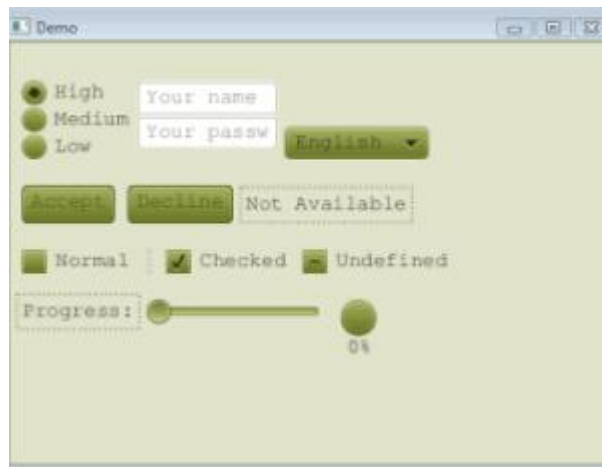 Demo
High
Your name
Medium
Your passw
English
Low
Accept Decline Not Available
Normal Checked Undefined
Progress:
0%